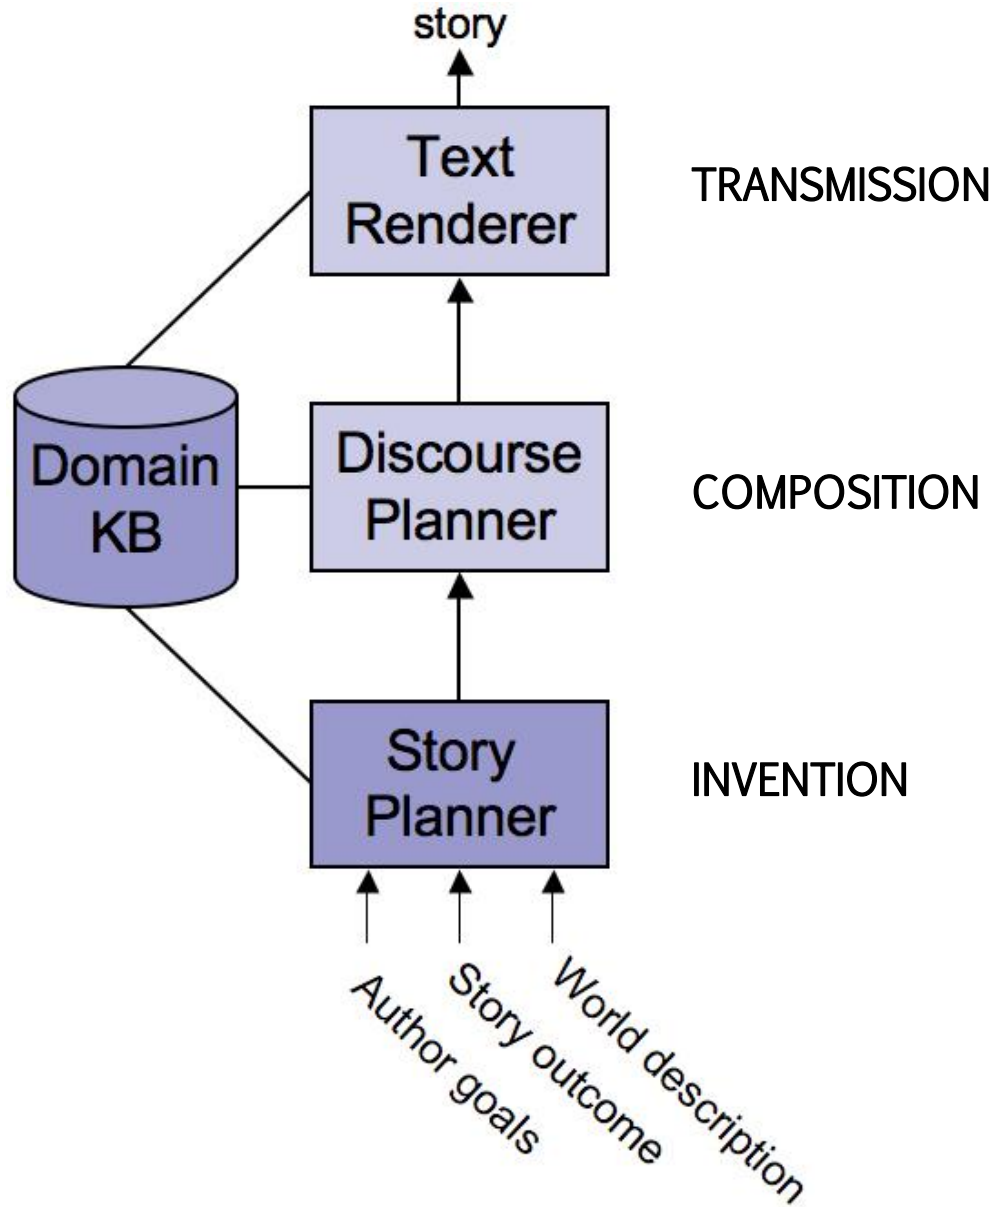 story
Text
Renderer
TRANSMISSION
Domain
KB
Discourse
Planner
COMPOSITION
Story
Planner
INVENTION
Author goals
Story outcome
World description